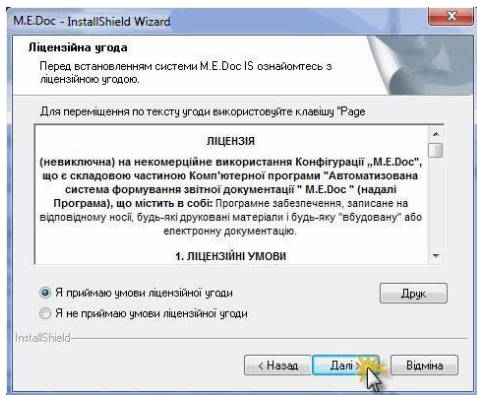 M.E.Doc - InstallShield Wizard
Ліцензійна угода
Перед встановленням системи M.E.Doc IS ознайомтесь з
ліцензійною угодою.
Для переміщення по тексту угоди використовуйте клавішу "Page
ЛІЦЕНЗІЯ
(невиключна) на некомерційне використання Конфігурації „M.E.Doc",
що є складовою частиною Комп'ютерної програми "Автоматизована
система формування звітної документації " M.E.Doc " (надалі
Програма), що містить в собі: Програмне забезпечення, записане на
відповідному носії, будь-які друковані матеріали і будь-яку "вбудовану" або
електронну документацію.
1. ЛІЦЕНЗІЙНІ УМОВИ
Я приймаю умови ліцензійної угоди
Друк
Я не приймаю умови ліцензійної угоди
InstallShield
< Назад
Далі >
Відміна